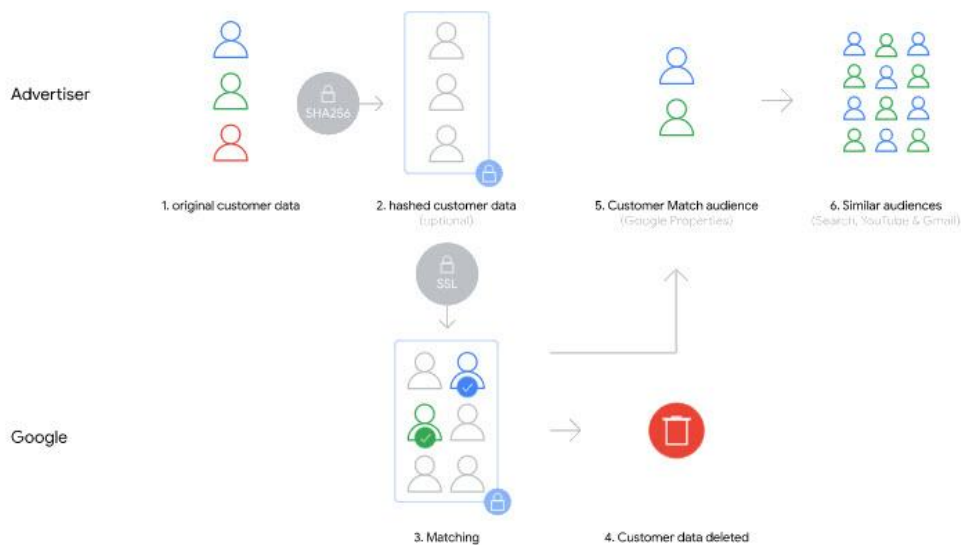 Advertiser
SHA256
1. original customer data
2. hashed customer data
(optional)
5. Customer Match audience
(Google Properties)
6. Similar audiences
(Search, YouTube & Gmail)
SSL
Google
3. Matching
4. Customer data deleted